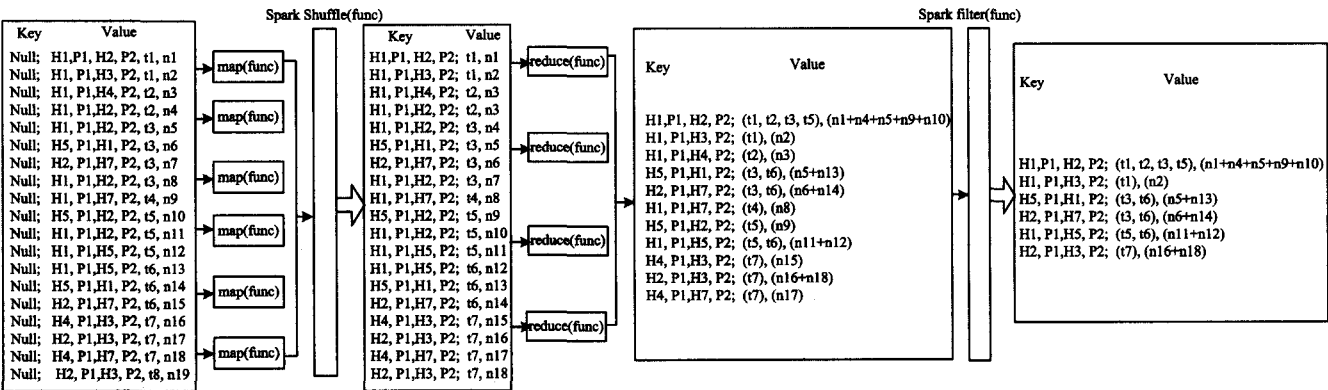 Spark Shuffle(func)
Spark filter(func)
Key Value
Null; H1,P1, H2, P2, t1, n1
Null; H1, P1,H3, P2, t1, n2
Null; H1, P1,H4, P2, t2, n3
Null; H1, P1,H2, P2, t2, n4
Null; H1, P1,H2, P2, t3, n5
Null; H5, P1,H1, P2, t3, n6
Null; H2, P1,H7, P2, t3, n7
Null; H1, P1,H2, P2, t3, n8
Null; H1, P1,H7, P2, t4, n9
Null; H5, P1,H2, P2, t5, n10
Null; H1, P1,H2, P2, t5, n11
Null; H1, P1,H5, P2, t5, n12
Null; H1, P1,H5, P2, t6, n13
Null; H5, P1,H1, P2, t6, n14
Null; H2, P1,H7, P2, t6, n15
Null; H4, P1,H3, P2, t7, n16
Null; H2, P1,H3, P2, t7, n17
Null; H4, P1,H7, P2, t7, n18
Null; H2, P1,H3, P2, t8, n19
map(func)
map(func)
map(func)
map(func)
map(func)
map(func)
Key Value
H1,P1, H2, P2; t1, n1
H1, P1,H3, P2; t1, n2
H1, P1,H4, P2; t2, n3
H1, P1,H2, P2; t2, n3
H1, P1,H2, P2; t3, n4
H5, P1,H1, P2; t3, n5
H2, P1,H7, P2; t3, n6
H1, P1,H2, P2; t3, n7
H1, P1,H7, P2; t4, n8
H5, P1,H2, P2; t5, n9
H1, P1,H2, P2; t5, n10
H1, P1,H5, P2; t5, n11
H1, P1,H5, P2; t6, n12
H5, P1,H1, P2; t6, n13
H2, P1,H7, P2; t6, n14
H4, P1,H3, P2; t7, n15
H2, P1,H3, P2; t7, n16
H4, P1,H7, P2; t7, n17
H2, P1,H3, P2; t7, n18
reduce(func)
reduce(func)
reduce(func)
reduce(func)
Key Value
H1,P1, H2, P2; (t1, t2, t3, t5), (n1+n4+n5+n9+n10)
H1, P1,H3, P2; (t1), (n2)
H1, P1,H4, P2; (t2), (n3)
H5, P1,H1, P2; (t3, t6), (n5+n13)
H2, P1,H7, P2; (t3, t6), (n6+n14)
H1, P1,H7, P2; (t4), (n8)
H5, P1,H2, P2; (t5), (n9)
H1, P1,H5, P2; (t5, t6), (n11+n12)
H4, P1,H3, P2; (t7), (n15)
H2, P1,H3, P2; (t7), (n16+n18)
H4, P1,H7, P2; (t7), (n17)
Key Value
H1,P1, H2, P2; (t1, t2, t3, t5), (n1+n4+n5+n9+n10)
H1, P1,H3, P2; (t1), (n2)
H5, P1,H1, P2; (t3, t6), (n5+n13)
H2, P1,H7, P2; (t3, t6), (n6+n14)
H1, P1,H5, P2; (t5, t6), (n11+n12)
H2, P1,H3, P2; (t7), (n16+n18)